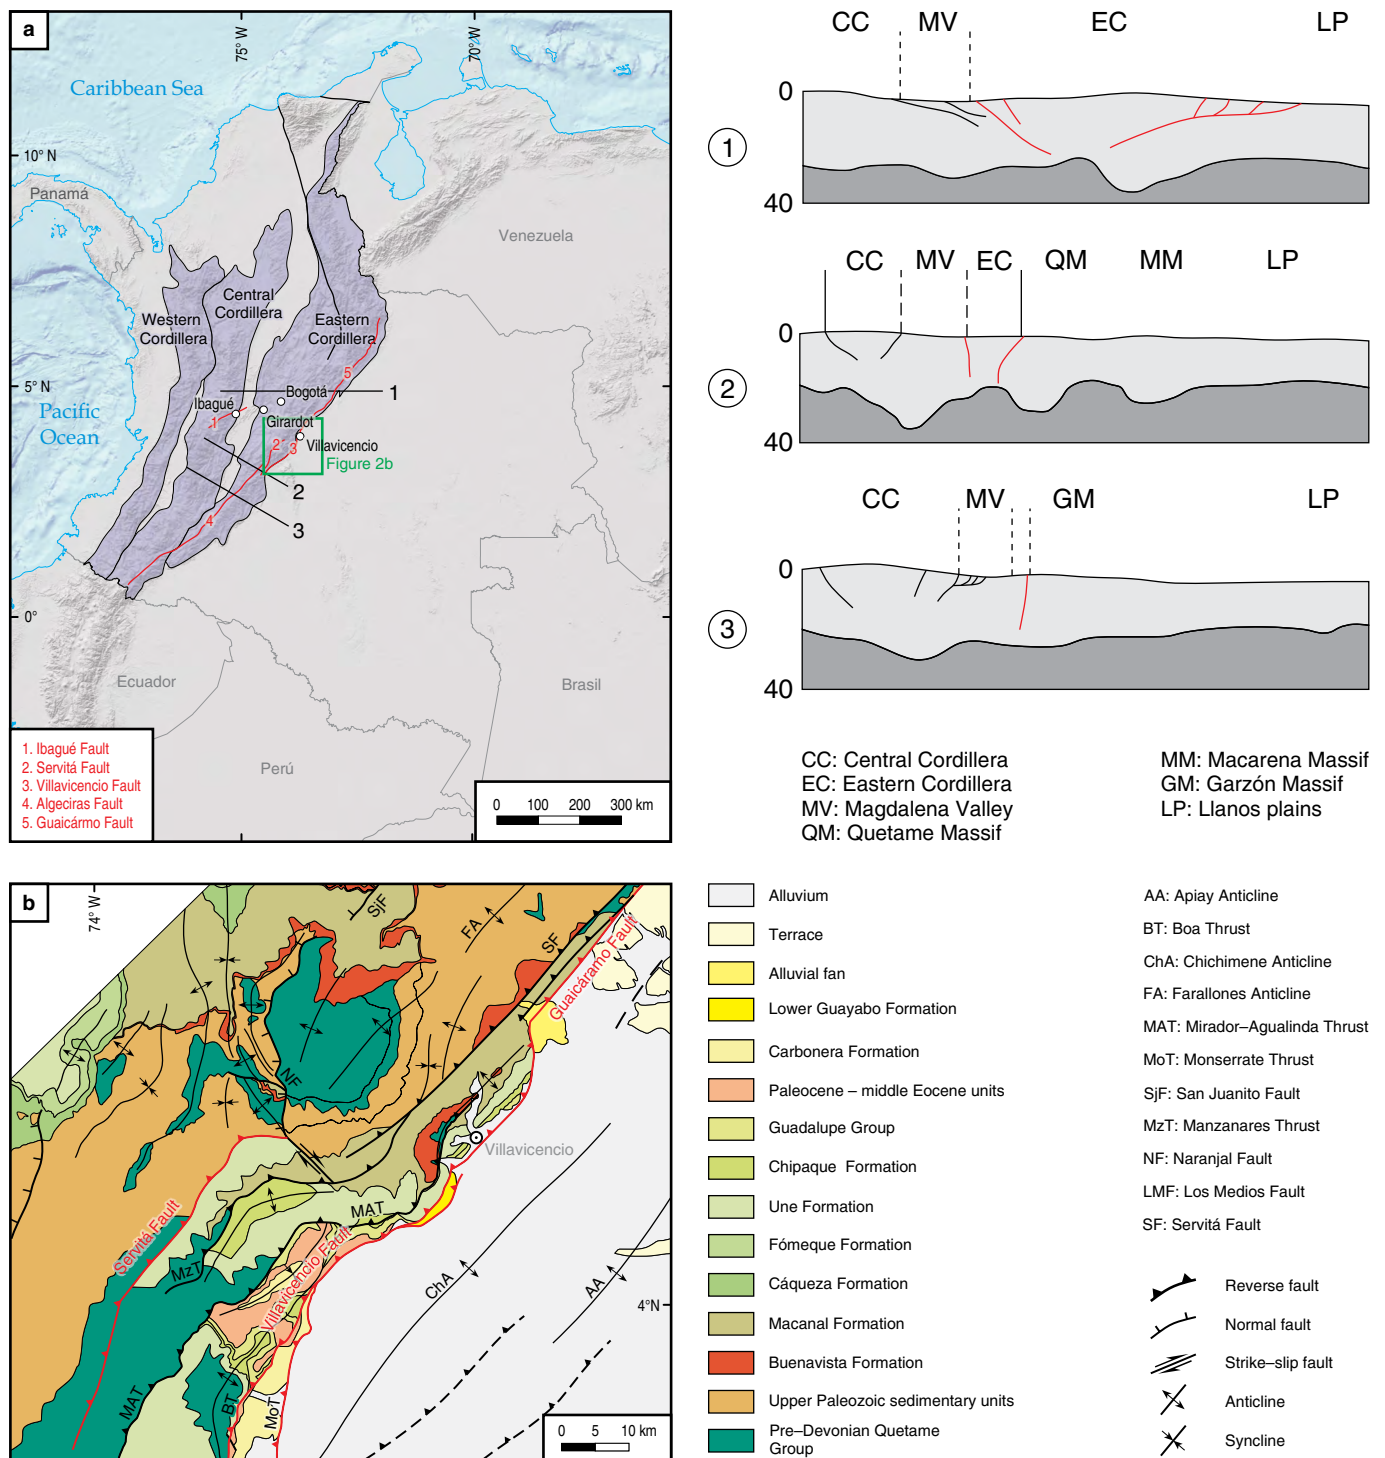 a
75° W
70° W
Caribbean Sea
10° N
Panamá
Venezuela
Central
Cordillera
Western
Cordillera
Eastern
Cordillera
5
5° N
1
Bogotá
Ibagué
Pacific
Ocean
1
Girardot
2
3
Villavicencio
Figure 2b
2
4
3
0°
Ecuador
Brasil
Perú
1. Ibagué Fault
2. Servitá Fault
3. Villavicencio Fault
4. Algeciras Fault
5. Guaicármo Fault
0 100 200 300 km
CC MV EC LP
0
1
40
CC MV EC QM MM LP
0
2
40
CC MV GM LP
0
3
40
CC: Central Cordillera
EC: Eastern Cordillera
MV: Magdalena Valley
QM: Quetame Massif
MM: Macarena Massif
GM: Garzón Massif
LP: Llanos plains
b
74° W
SjF
FA
SF
Guaicáramo Fault
NF
Villavicencio
MAT
Servitá Fault
MzT
Villavicencio Fault
ChA
AA
4°N
MAT
BT
MoT
0 5 10 km
Alluvium
Terrace
Alluvial fan
Lower Guayabo Formation
Carbonera Formation
Paleocene – middle Eocene units
Guadalupe Group
Chipaque Formation
Une Formation
Fómeque Formation
Cáqueza Formation
Macanal Formation
Buenavista Formation
Upper Paleozoic sedimentary units
Pre–Devonian Quetame
Group
AA: Apiay Anticline
BT: Boa Thrust
ChA: Chichimene Anticline
FA: Farallones Anticline
MAT: Mirador–Agualinda Thrust
MoT: Monserrate Thrust
SjF: San Juanito Fault
MzT: Manzanares Thrust
NF: Naranjal Fault
LMF: Los Medios Fault
SF: Servitá Fault
Reverse fault
Normal fault
Strike–slip fault
Anticline
Syncline